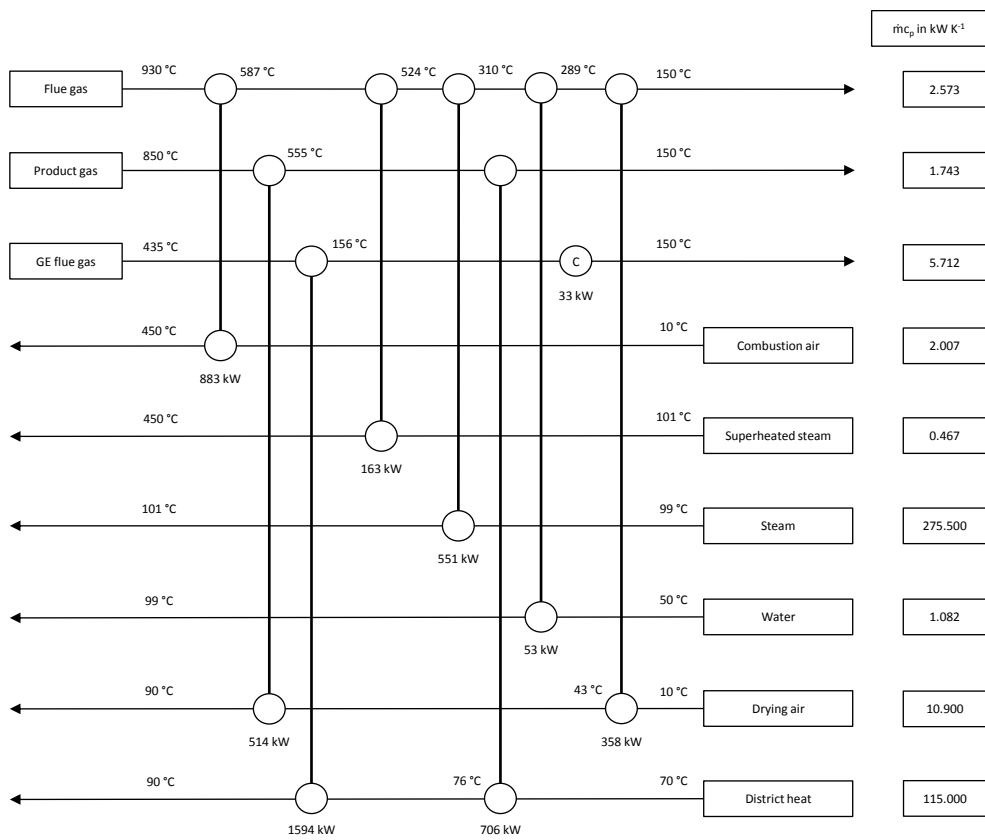 ṁcₚ in kW K⁻¹
930 °C 587 °C 524 °C 310 °C 289 °C 150 °C
Flue gas 2.573
850 °C 555 °C 150 °C
Product gas 1.743
435 °C 156 °C 150 °C
GE flue gas C 5.712
33 kW
450 °C 10 °C
Combustion air 2.007
883 kW
450 °C 101 °C
Superheated steam 0.467
163 kW
101 °C 99 °C
Steam 275.500
551 kW
99 °C 50 °C
Water 1.082
53 kW
90 °C 43 °C 10 °C
Drying air 10.900
514 kW 358 kW
90 °C 76 °C 70 °C
District heat 115.000
1594 kW 706 kW